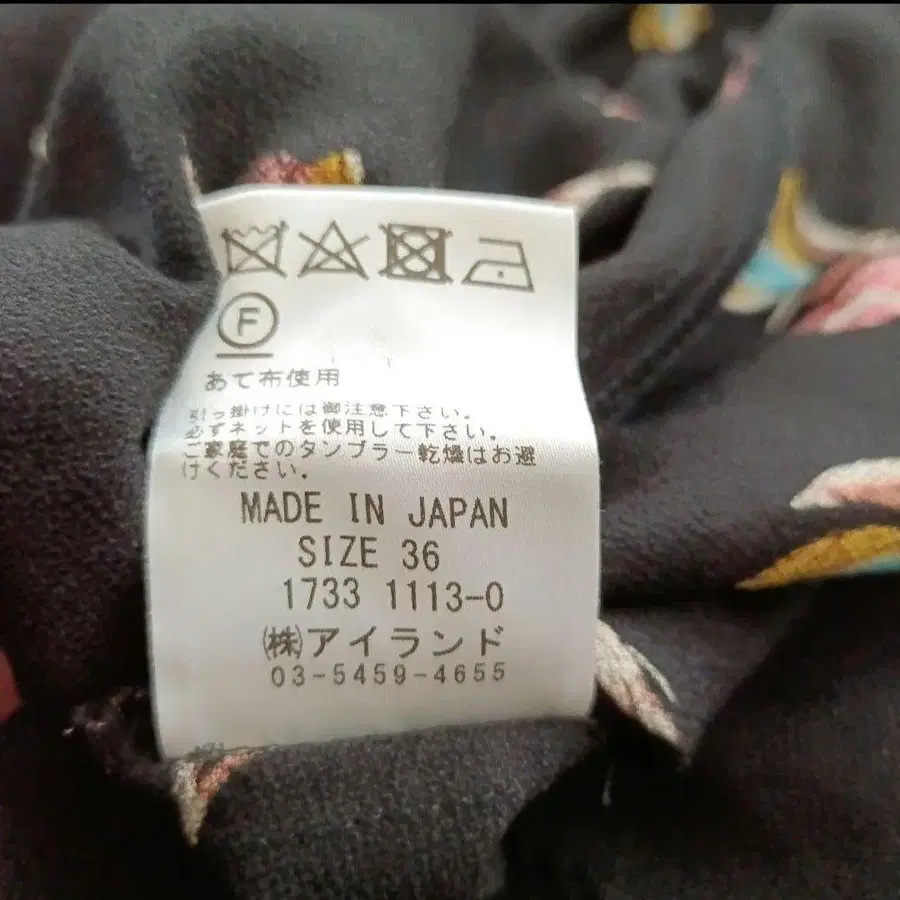 F
あて布使用
引っ掛けには御注意下さい。
必ずネットを使用して下さい。
ご家庭でのタンブラー乾燥はお避
けください。
MADE IN JAPAN
SIZE 36
1733 1113-0
㈱アイランド
03-5459-4655